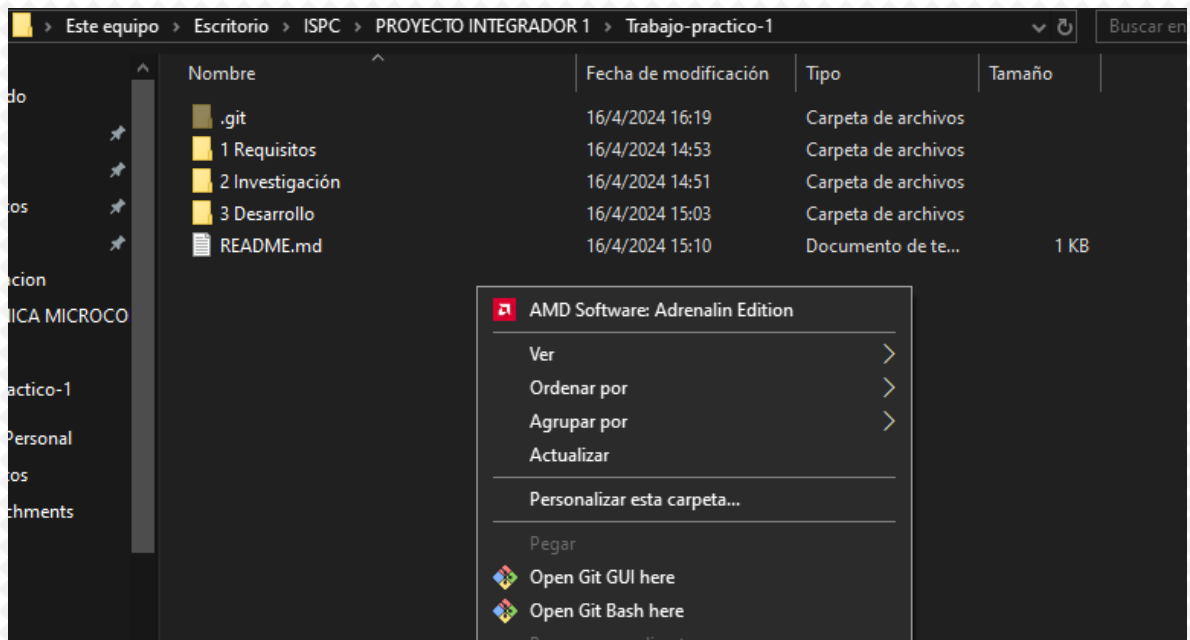 > Este equipo > Escritorio > ISPC > PROYECTO INTEGRADOR 1 > Trabajo-practico-1 Buscar en
Nombre Fecha de modificación Tipo Tamaño
do
.git 16/4/2024 16:19 Carpeta de archivos
1 Requisitos 16/4/2024 14:53 Carpeta de archivos
2 Investigación 16/4/2024 14:51 Carpeta de archivos
tos 3 Desarrollo 16/4/2024 15:03 Carpeta de archivos
README.md 16/4/2024 15:10 Documento de te... 1 KB
acion
NICA MICROCO AMD Software: Adrenalin Edition
Ver
actico-1 Ordenar por
Personal Agrupar por
Actualizar
tos
Personalizar esta carpeta...
chments
Pegar
Open Git GUI here
Open Git Bash here